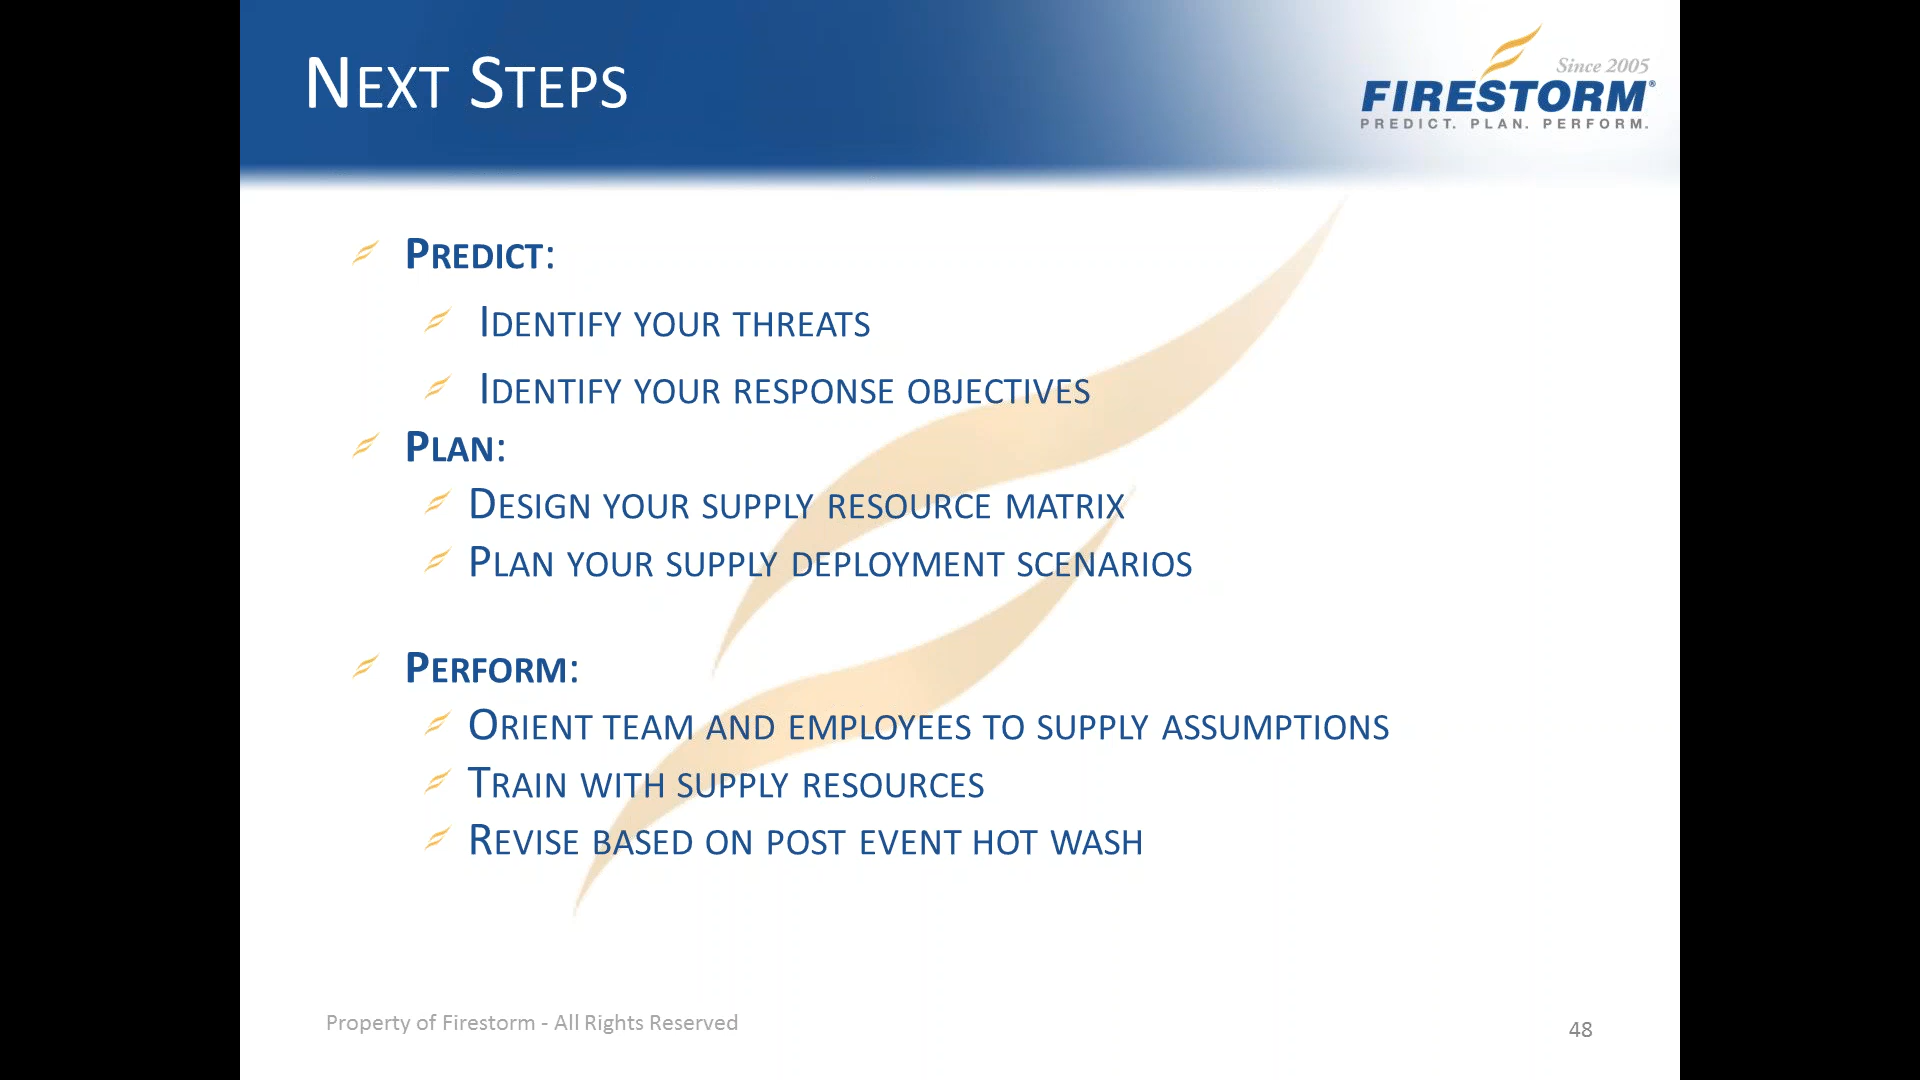 Next Steps
Since 2005
FIRESTORM®
PREDICT. PLAN. PERFORM.
Predict:
Identify your threats
Identify your response objectives
Plan:
Design your supply resource matrix
Plan your supply deployment scenarios
Perform:
Orient team and employees to supply assumptions
Train with supply resources
Revise based on post event hot wash
Property of Firestorm - All Rights Reserved
48